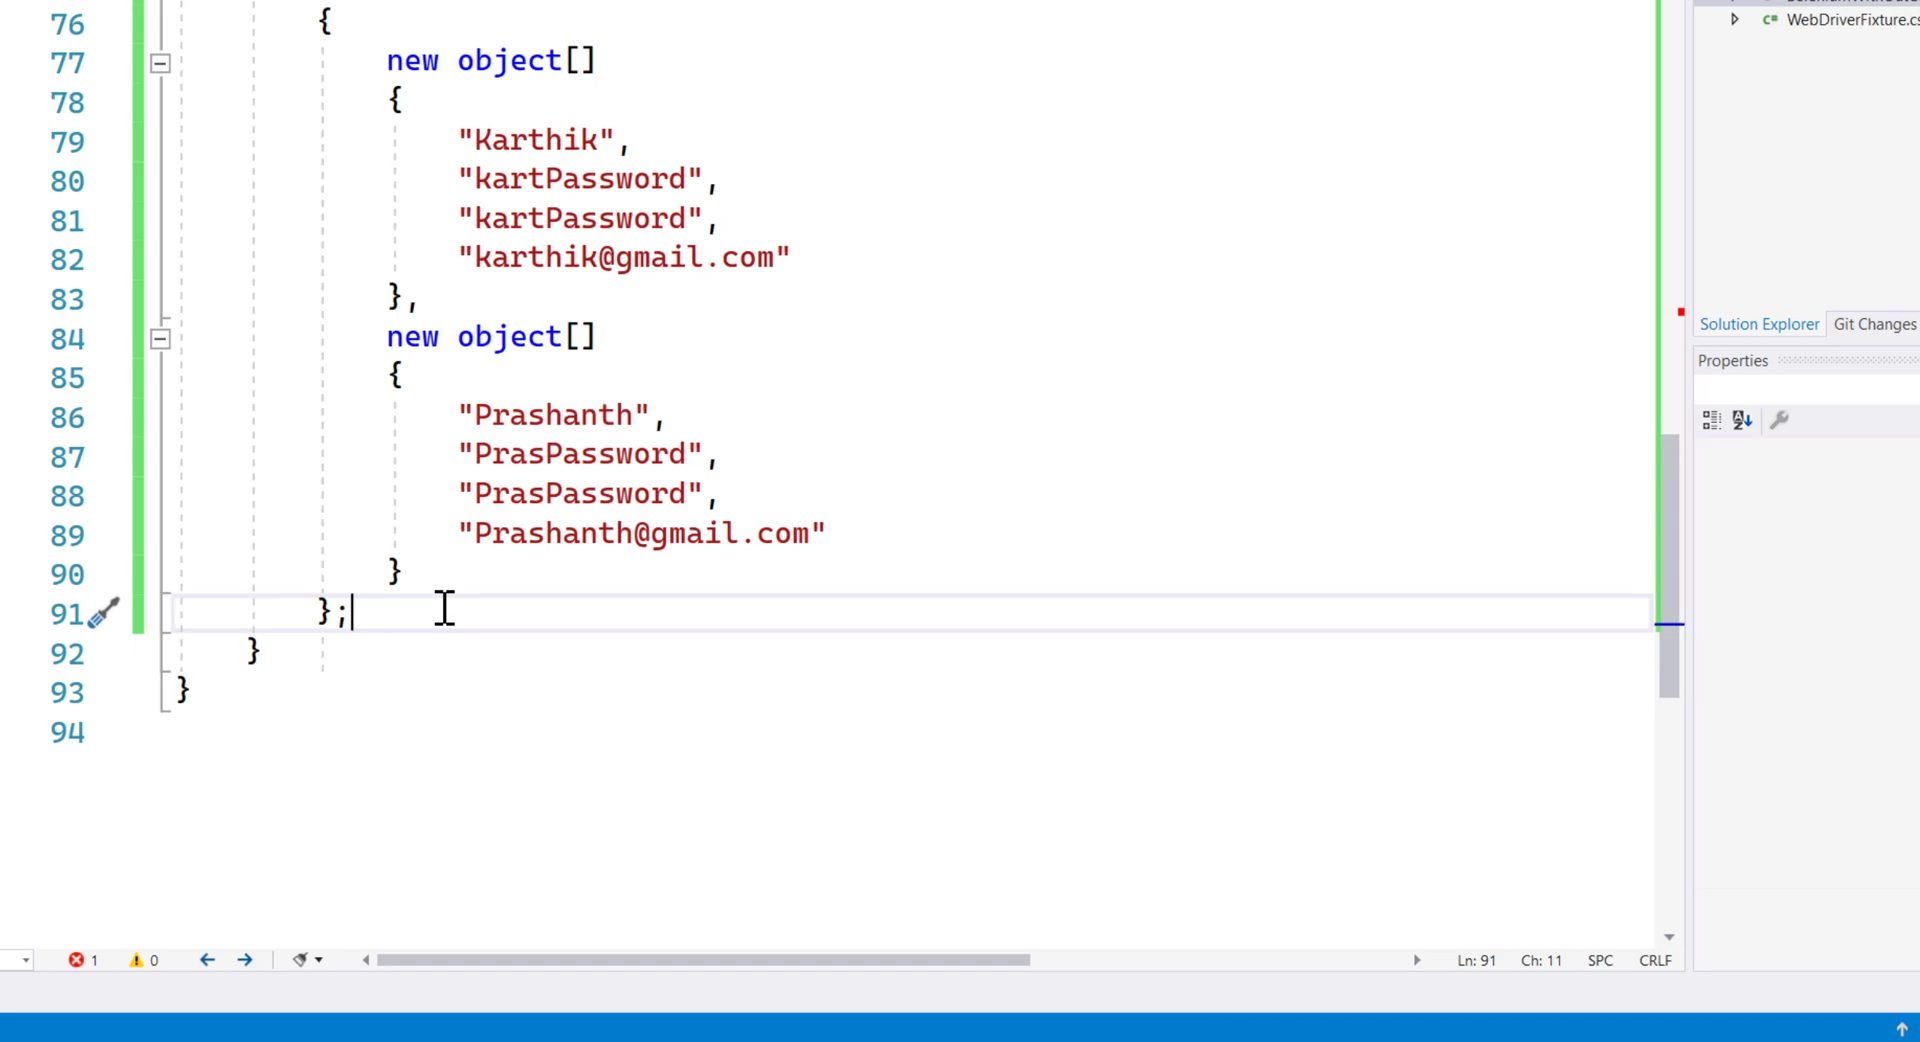 76 {
WebDriverFixture.cs
77 new object[]
78 {
79 "Karthik",
80 "kartPassword",
81 "kartPassword",
82 "karthik@gmail.com"
83 },
84 new object[]
Solution Explorer Git Changes
Properties
85 {
86 "Prashanth",
87 "PrasPassword",
88 "PrasPassword",
89 "Prashanth@gmail.com"
90 }
91 };
92 }
93 }
94
1 0 Ln: 91 Ch: 11 SPC CRLF